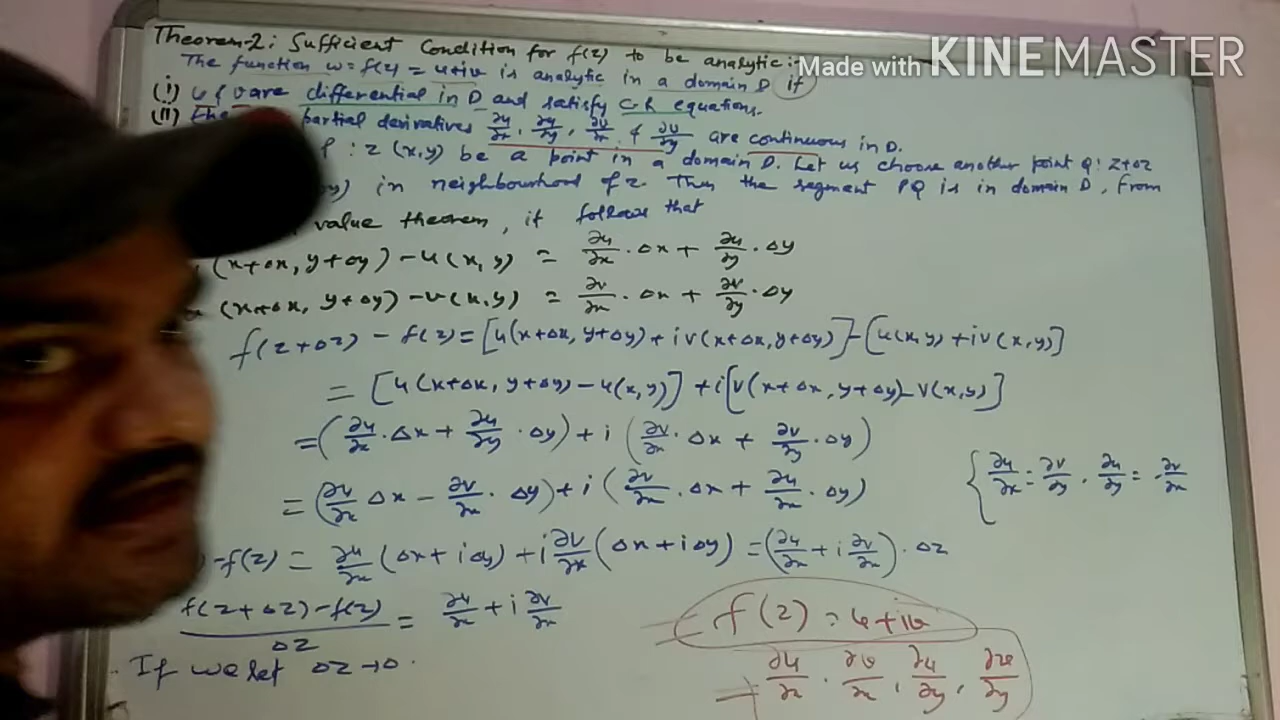 Theorem-2: Sufficient Condition for f(z) to be analytic:
Made with KINEMASTER
The function w = f(z) = u+iv is analytic in a domain D if
(i) u & v are differential in D and satisfy C-R equations.
(ii) The partial derivatives ∂u/∂x, ∂u/∂y, ∂v/∂x & ∂v/∂y are continuous in D.
P : z (x,y) be a point in a domain D. Let us choose another point Q: z+Δz
y) in neighbourhood of z. Then the segment PQ is in domain D, from
value theorem, it follows that
(x+Δx, y+Δy) - u(x, y) = ∂u/∂x · Δx + ∂u/∂y · Δy
(x+Δx, y+Δy) - v(x,y) = ∂v/∂x · Δx + ∂v/∂y · Δy
f(z+Δz) - f(z) = [u(x+Δx, y+Δy) + iv(x+Δx, y+Δy)] - [u(x,y) + iv(x,y)]
= [u(x+Δx, y+Δy) - u(x,y)] + i[v(x+Δx, y+Δy) - v(x,y)]
= (∂u/∂x · Δx + ∂u/∂y · Δy) + i (∂v/∂x · Δx + ∂v/∂y · Δy)
{ ∂u/∂x = ∂v/∂y, ∂u/∂y = -∂v/∂x
= (∂v/∂x Δx - ∂v/∂x · Δy) + i (∂v/∂x · Δx + ∂u/∂x · Δy)
) - f(z) = ∂u/∂x (Δx + iΔy) + i ∂v/∂x (Δx + iΔy) = (∂u/∂x + i ∂v/∂x) · Δz
f(z+Δz) - f(z) / Δz = ∂u/∂x + i ∂v/∂x
f(z) = u+iv
If we let Δz → 0.
∂u/∂x, ∂v/∂x, ∂u/∂y, ∂v/∂y